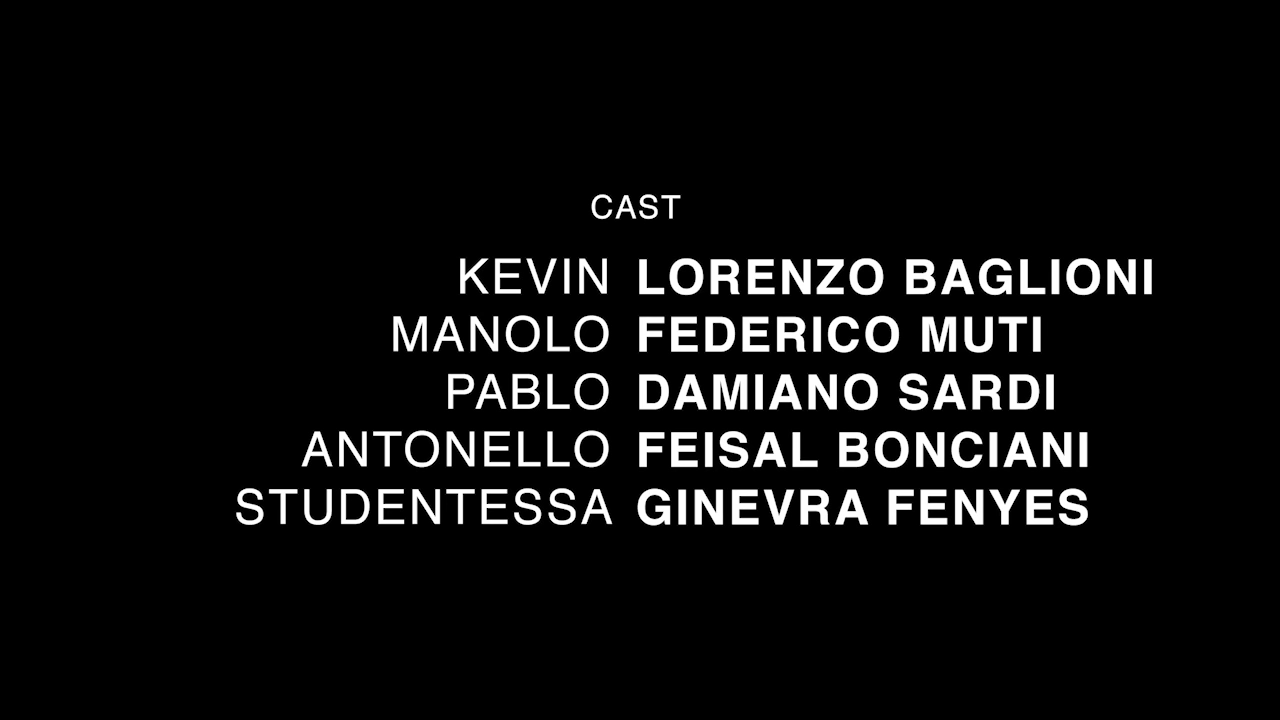 CAST
KEVIN LORENZO BAGLIONI
MANOLO FEDERICO MUTI
PABLO DAMIANO SARDI
ANTONELLO FEISAL BONCIANI
STUDENTESSA GINEVRA FENYES